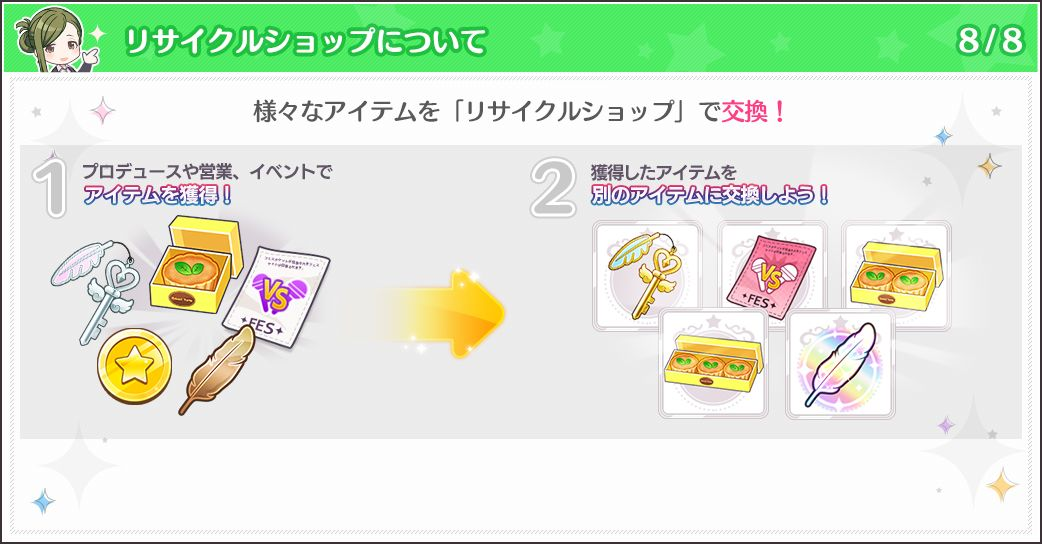 リサイクルショップについて
8/8
様々なアイテムを「リサイクルショップ」で交換！
1
プロデュースや営業、イベントで
アイテムを獲得！
2
獲得したアイテムを
別のアイテムに交換しよう！
VS
FES
VS
FES